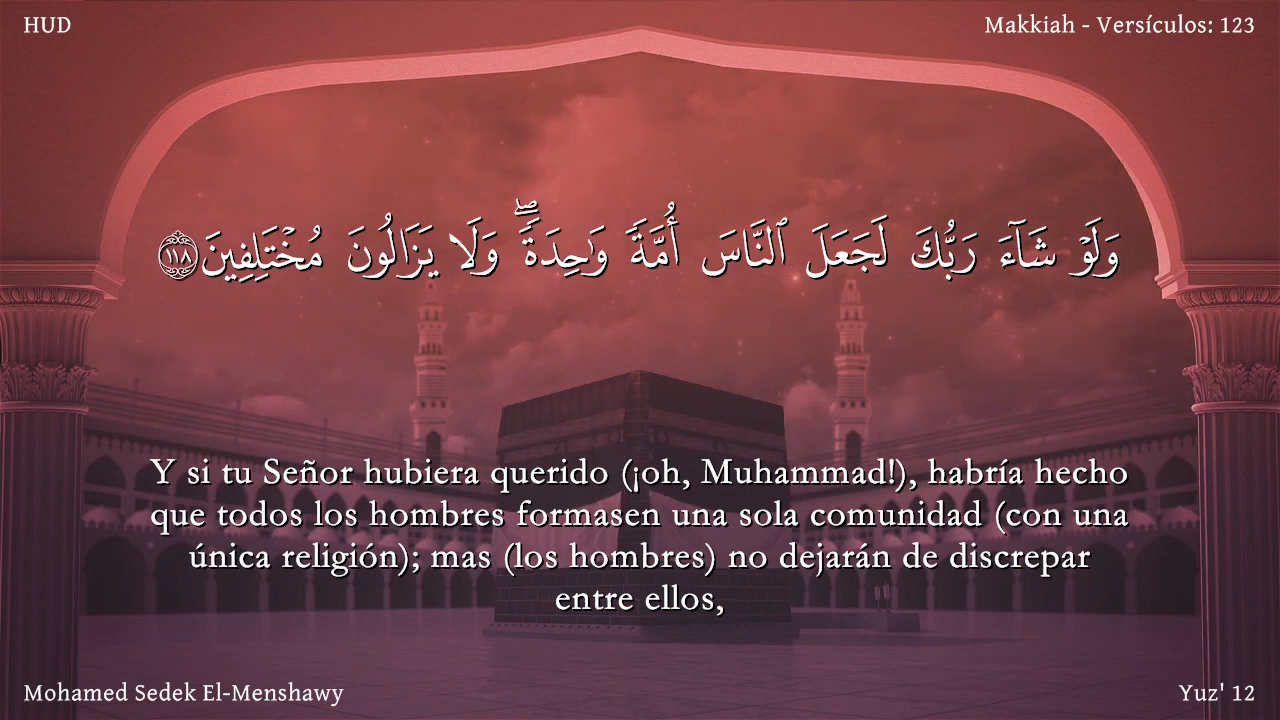 HUD
Makkiah - Versículos: 123
وَلَوْ شَآءَ رَبُّكَ لَجَعَلَ ٱلنَّاسَ أُمَّةً وَٰحِدَةً ۖ وَلَا يَزَالُونَ مُخْتَلِفِينَ ١١٨
Y si tu Señor hubiera querido (¡oh, Muhammad!), habría hecho
que todos los hombres formasen una sola comunidad (con una
única religión); mas (los hombres) no dejarán de discrepar
entre ellos,
Mohamed Sedek El-Menshawy
Yuz' 12